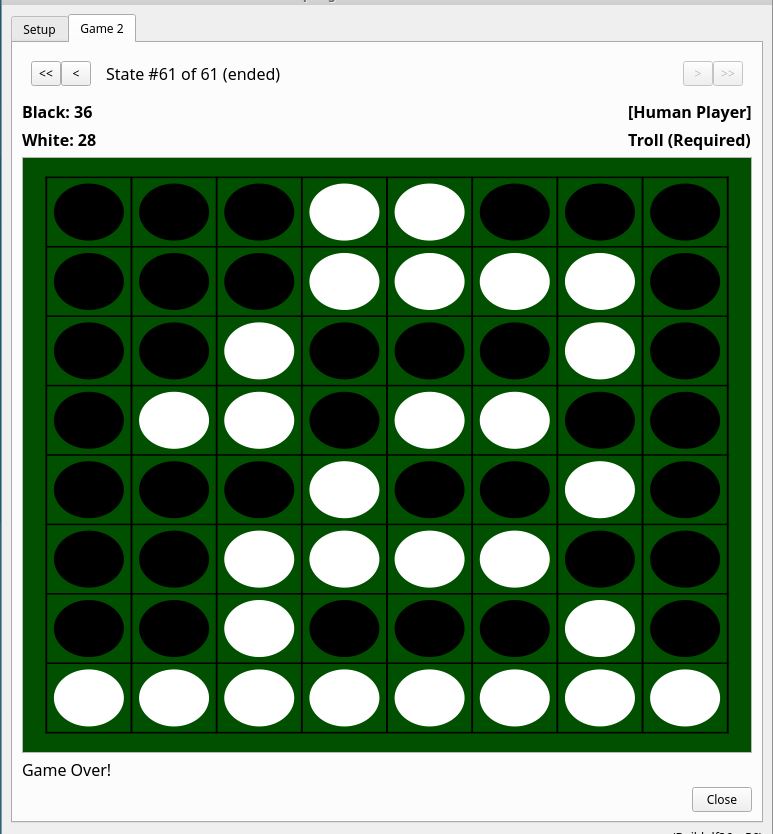 Setup Game 2
<< < State #61 of 61 (ended) > >>
Black: 36 [Human Player]
White: 28 Troll (Required)
Game Over!
Close